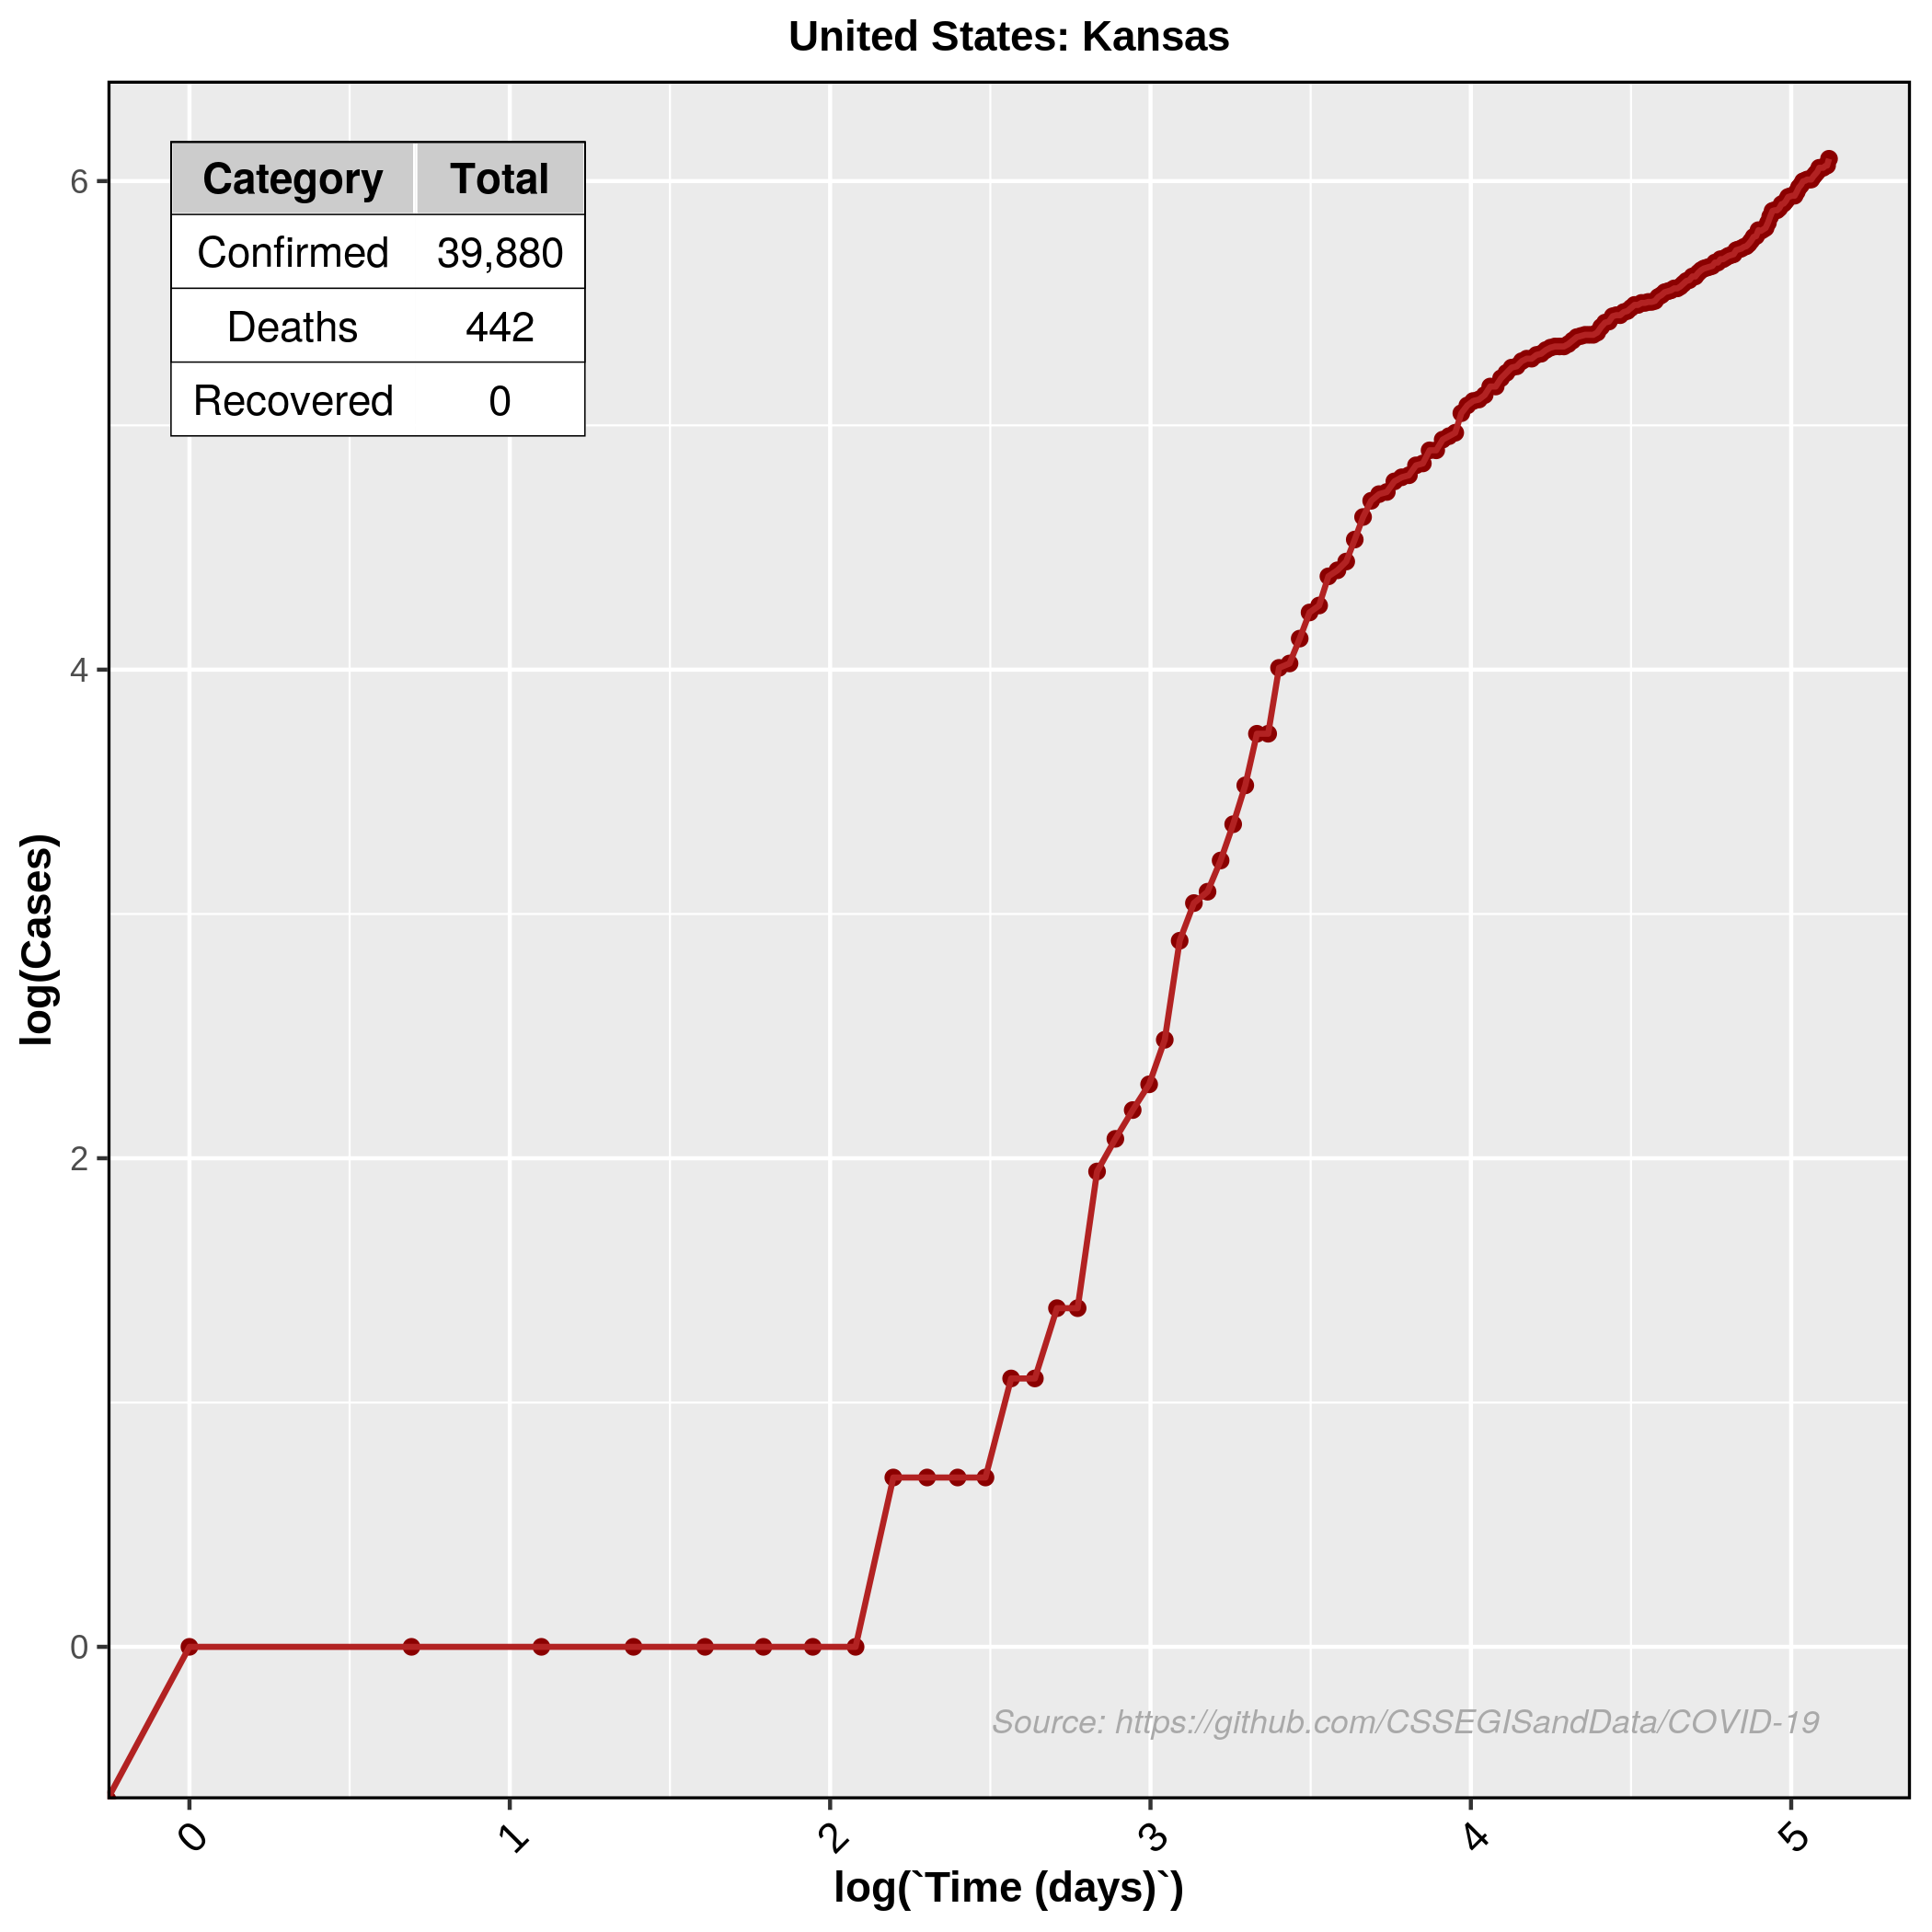 United States: Kansas
Category Total
Confirmed 39,880
Deaths 442
Recovered 0
6
4
2
0
log(Cases)
Source: https://github.com/CSSEGISandData/COVID-19
0 1 2 3 4 5
log(`Time (days)`)